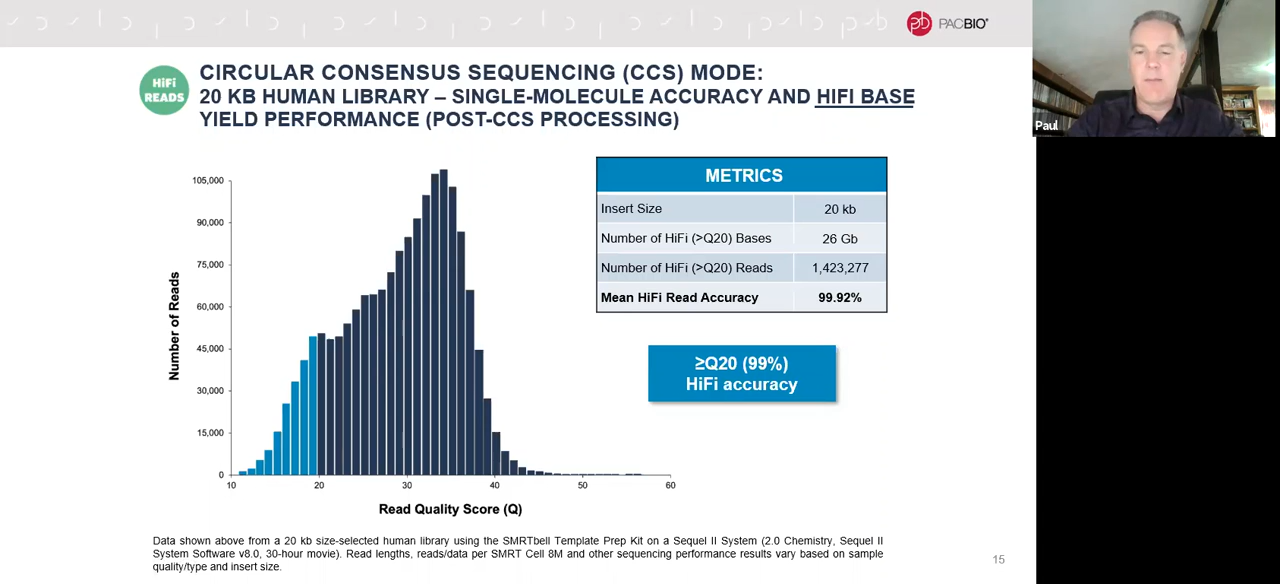 PACBIO®
HiFi
READS
CIRCULAR CONSENSUS SEQUENCING (CCS) MODE:
20 KB HUMAN LIBRARY – SINGLE-MOLECULE ACCURACY AND HIFI BASE
YIELD PERFORMANCE (POST-CCS PROCESSING)
Paul
Number of Reads
105,000
90,000
75,000
60,000
45,000
30,000
15,000
0
10 20 30 40 50 60
Read Quality Score (Q)
METRICS
Insert Size 20 kb
Number of HiFi (>Q20) Bases 26 Gb
Number of HiFi (>Q20) Reads 1,423,277
Mean HiFi Read Accuracy 99.92%
≥Q20 (99%)
HiFi accuracy
Data shown above from a 20 kb size-selected human library using the SMRTbell Template Prep Kit on a Sequel II System (2.0 Chemistry, Sequel II
System Software v8.0, 30-hour movie). Read lengths, reads/data per SMRT Cell 8M and other sequencing performance results vary based on sample
quality/type and insert size.
15